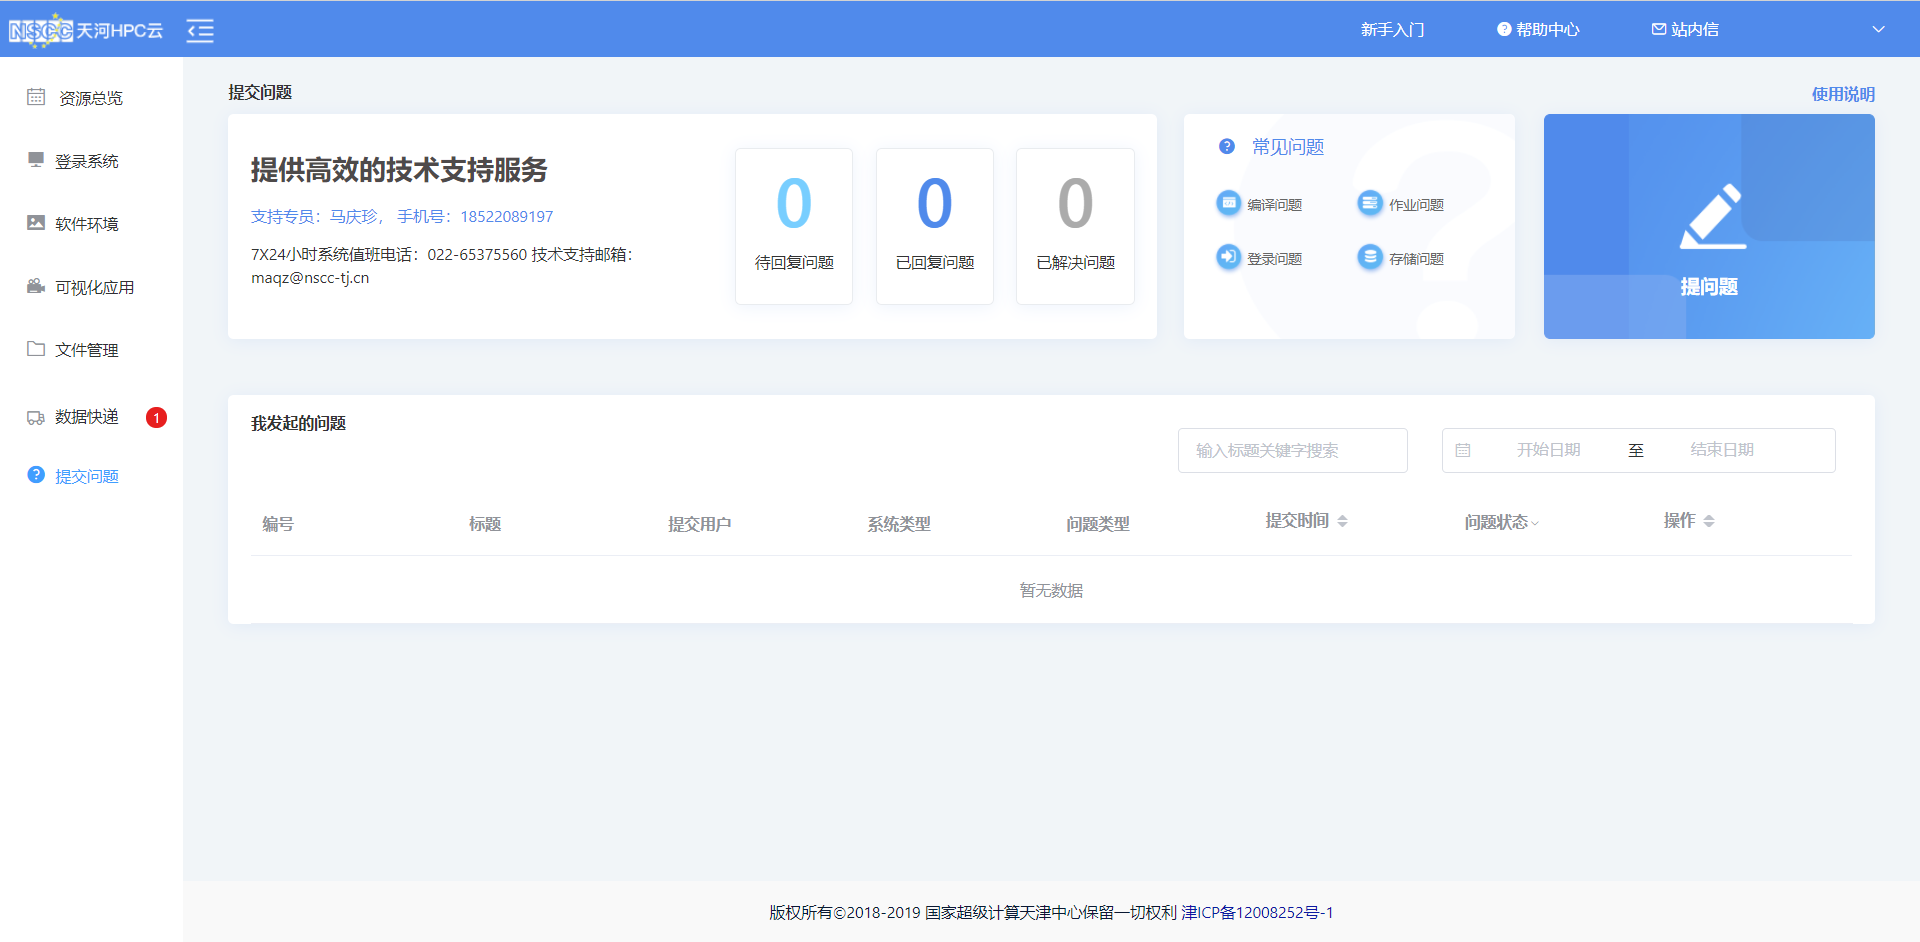 NSCC 天河HPC云
新手入门
帮助中心
站内信
资源总览
登录系统
软件环境
可视化应用
文件管理
数据快递 1
提交问题
提交问题
使用说明
提供高效的技术支持服务
支持专员：马庆珍， 手机号：18522089197
7X24小时系统值班电话：022-65375560 技术支持邮箱：
maqz@nscc-tj.cn
0
待回复问题
0
已回复问题
0
已解决问题
常见问题
编译问题
作业问题
登录问题
存储问题
提问题
我发起的问题
输入标题关键字搜索
开始日期 至 结束日期
编号 标题 提交用户 系统类型 问题类型 提交时间 问题状态 操作
暂无数据
版权所有©2018-2019 国家超级计算天津中心保留一切权利 津ICP备12008252号-1